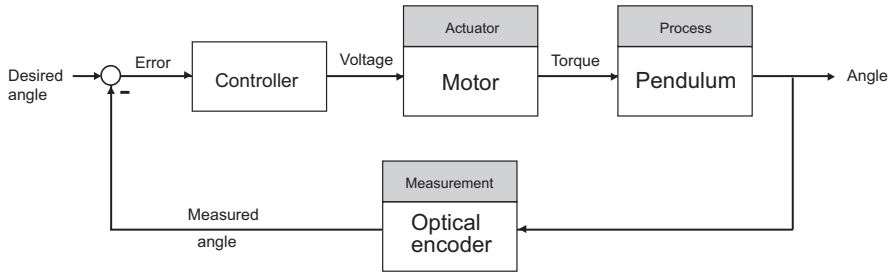 Desired
angle
Error
-
Controller
Voltage
Actuator
Motor
Torque
Process
Pendulum
Angle
Measured
angle
Measurement
Optical
encoder